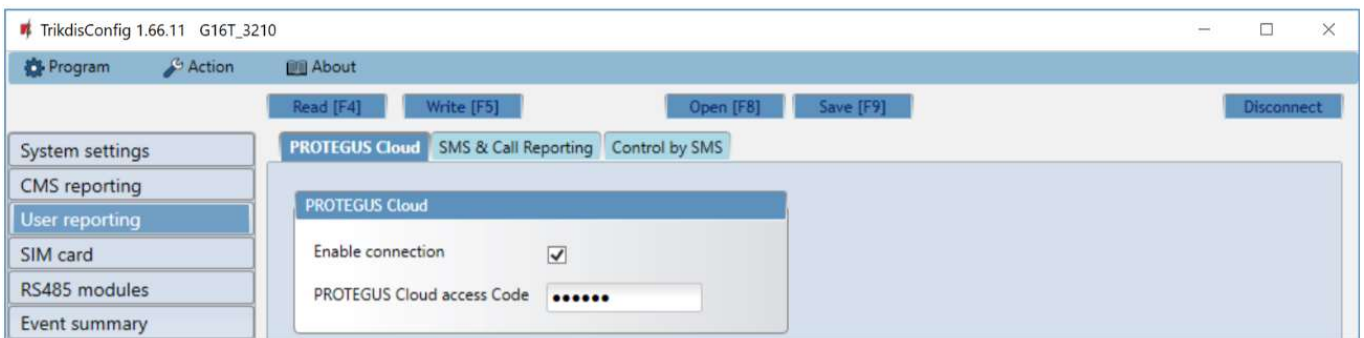 TrikdisConfig 1.66.11 G16T_3210
Program Action About
Read [F4] Write [F5] Open [F8] Save [F9] Disconnect
System settings
CMS reporting
User reporting
SIM card
RS485 modules
Event summary
PROTEGUS Cloud SMS & Call Reporting Control by SMS
PROTEGUS Cloud
Enable connection
PROTEGUS Cloud access Code ••••••